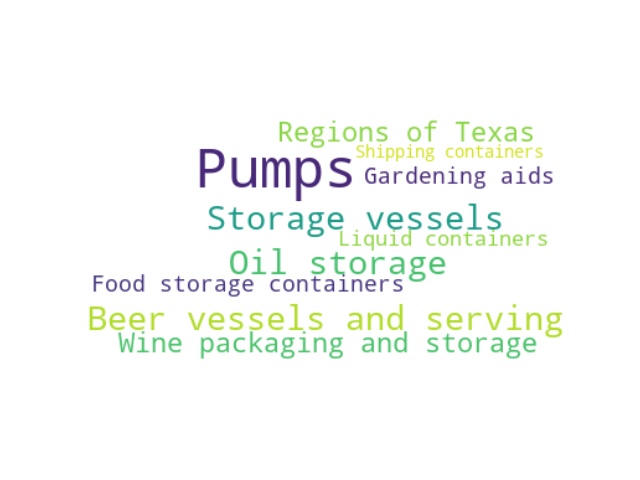 Regions of Texas
Shipping containers
Pumps
Gardening aids
Storage vessels
Liquid containers
Oil storage
Food storage containers
Beer vessels and serving
Wine packaging and storage